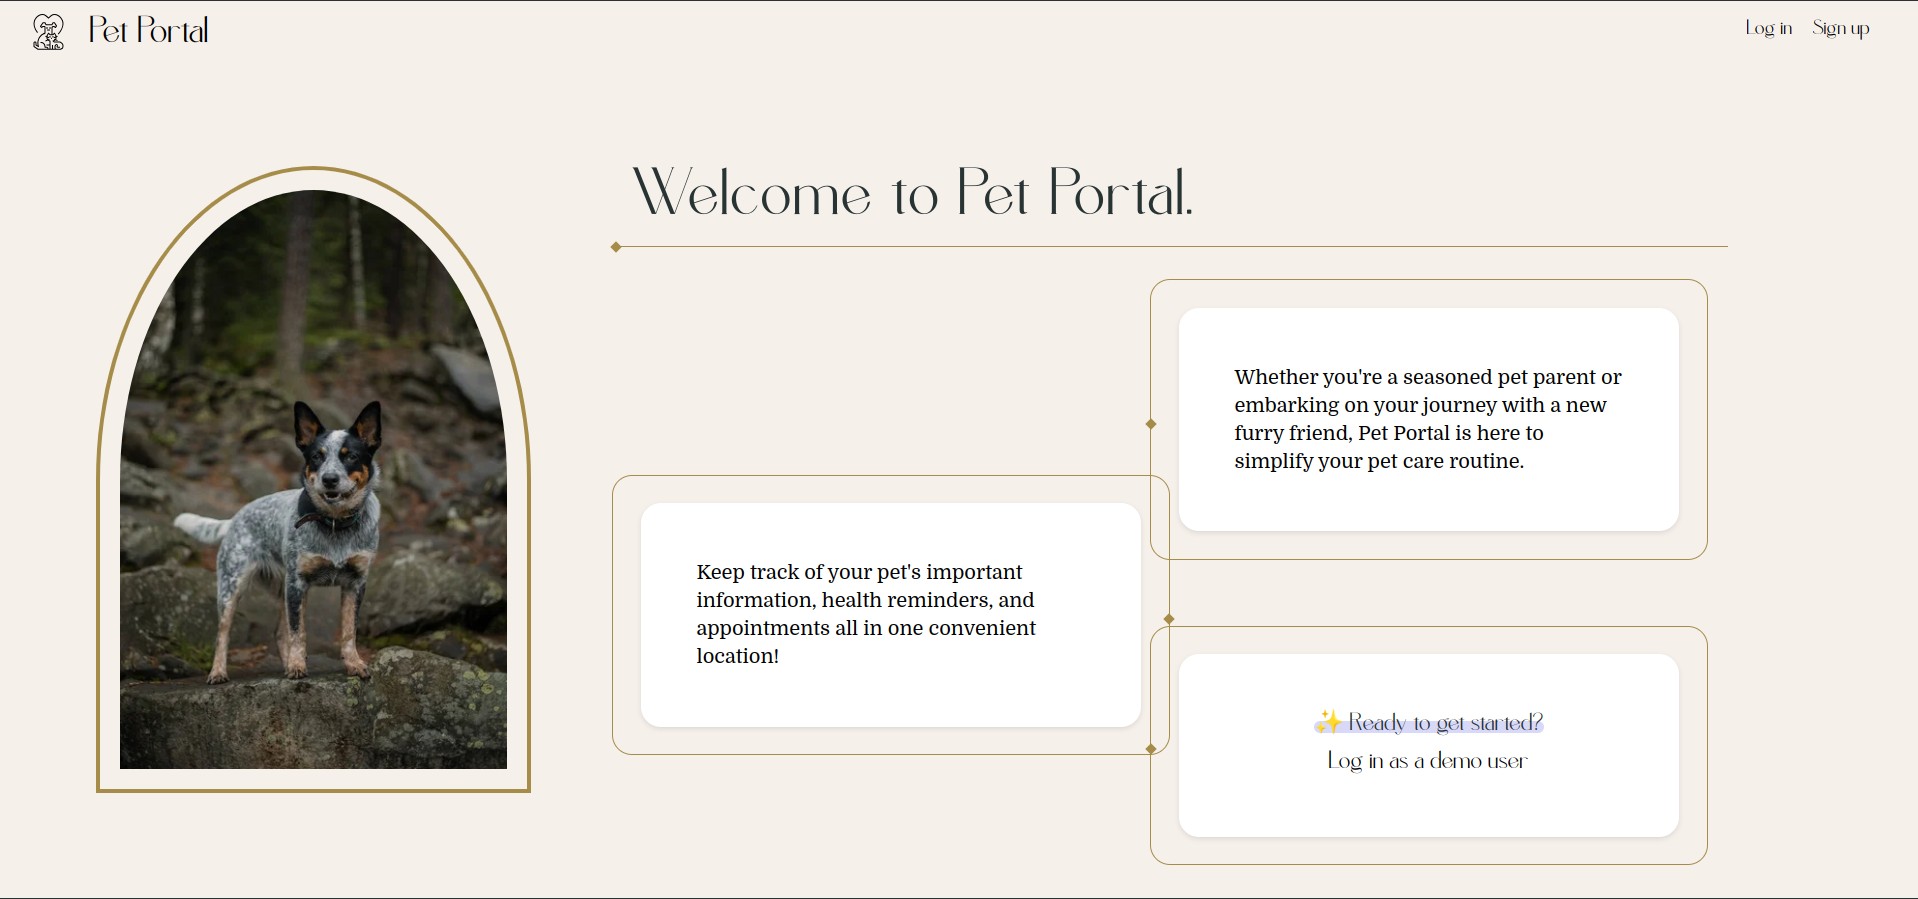 Pet Portal
Log in
Sign up
Welcome to Pet Portal.
Whether you're a seasoned pet parent or
embarking on your journey with a new
furry friend, Pet Portal is here to
simplify your pet care routine.
Keep track of your pet's important
information, health reminders, and
appointments all in one convenient
location!
✨ Ready to get started?
Log in as a demo user